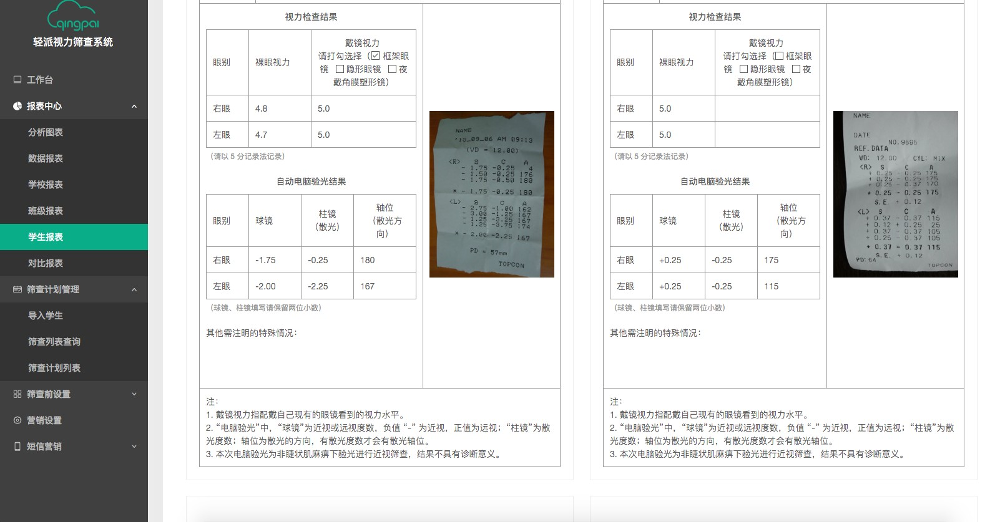 qingpai
轻派视力筛查系统
工作台
报表中心
分析图表
数据报表
学校报表
班级报表
学生报表
对比报表
筛查计划管理
导入学生
筛查列表查询
筛查计划列表
筛查前设置
营销设置
短信营销
视力检查结果
眼别
裸眼视力
戴镜视力
请打勾选择（☑ 框架眼
镜 ☐ 隐形眼镜 ☐ 夜
戴角膜塑形镜）
右眼 4.8 5.0
左眼 4.7 5.0
（请以 5 分记录法记录）
自动电脑验光结果
眼别
球镜
柱镜
（散光）
轴位
（散光方
向）
右眼 -1.75 -0.25 180
左眼 -2.00 -2.25 167
（球镜、柱镜填写请保留两位小数）
其他需注明的特殊情况：
NAME
AM 09:13
(VD = 12.00)
<R> S C A
- 1.75 -0.25 4
- 1.50 -0.25 176
- 1.75 -0.50 180
* - 1.75 -0.25 180
<L> S C A
- 2.75 -1.00 162
- 3.00 -1.25 167
- 1.25 -3.25 167
- 1.25 -3.75 174
* - 2.00 -2.25 167
PD = 57mm
TOPCON
注：
1. 戴镜视力指配戴自己现有的眼镜看到的视力水平。
2. “电脑验光”中，“球镜”为近视或远视度数，负值 “-” 为近视，正值为远视；“柱镜”为散
光度数；轴位为散光的方向，有散光度数才会有散光轴位。
3. 本次电脑验光为非睫状肌麻痹下验光进行近视筛查，结果不具有诊断意义。
视力检查结果
眼别
裸眼视力
戴镜视力
请打勾选择（☐ 框架眼
镜 ☐ 隐形眼镜 ☐ 夜
戴角膜塑形镜）
右眼 5.0
左眼 5.0
（请以 5 分记录法记录）
自动电脑验光结果
眼别
球镜
柱镜
（散光）
轴位
（散光方
向）
右眼 +0.25 -0.25 175
左眼 +0.25 -0.25 115
（球镜、柱镜填写请保留两位小数）
其他需注明的特殊情况：
NAME
DATE
NO.9895
REF.DATA
VD: 12.00 CYL: MIX
<R> S C A
+ 0.25 - 0.25 175
+ 0.25 - 0.25 175
+ 0.25 - 0.37 170
+ 0.25 - 0.25 175
S.E. + 0.12
<L> S C A
+ 0.37 - 0.37 115
+ 0.12 + 0.25 25
+ 0.37 - 0.37 105
+ 0.25 - 0.37 105
+ 0.37 - 0.37 115
S.E. + 0.12
PD: 64
TOPCON
注：
1. 戴镜视力指配戴自己现有的眼镜看到的视力水平。
2. “电脑验光”中，“球镜”为近视或远视度数，负值 “-” 为近视，正值为远视；“柱镜”为散
光度数；轴位为散光的方向，有散光度数才会有散光轴位。
3. 本次电脑验光为非睫状肌麻痹下验光进行近视筛查，结果不具有诊断意义。